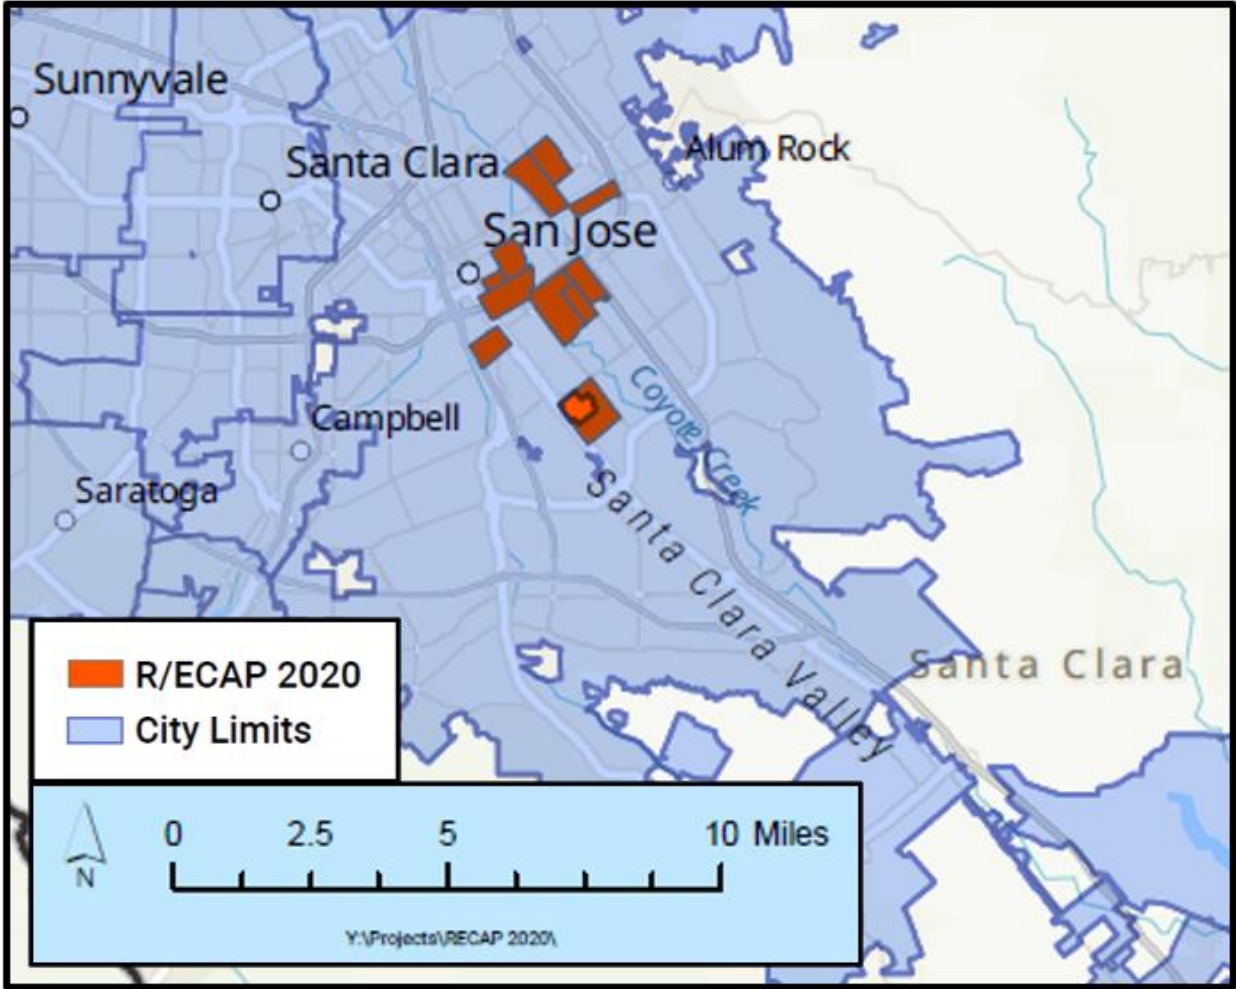 Sunnyvale
Santa Clara
Alum Rock
San Jose
Coyote Creek
Campbell
Saratoga
Santa Clara Valley
Santa Clara
R/ECAP 2020
City Limits
0 2.5 5 10 Miles
N
Y:\Projects\RECAP 2020\